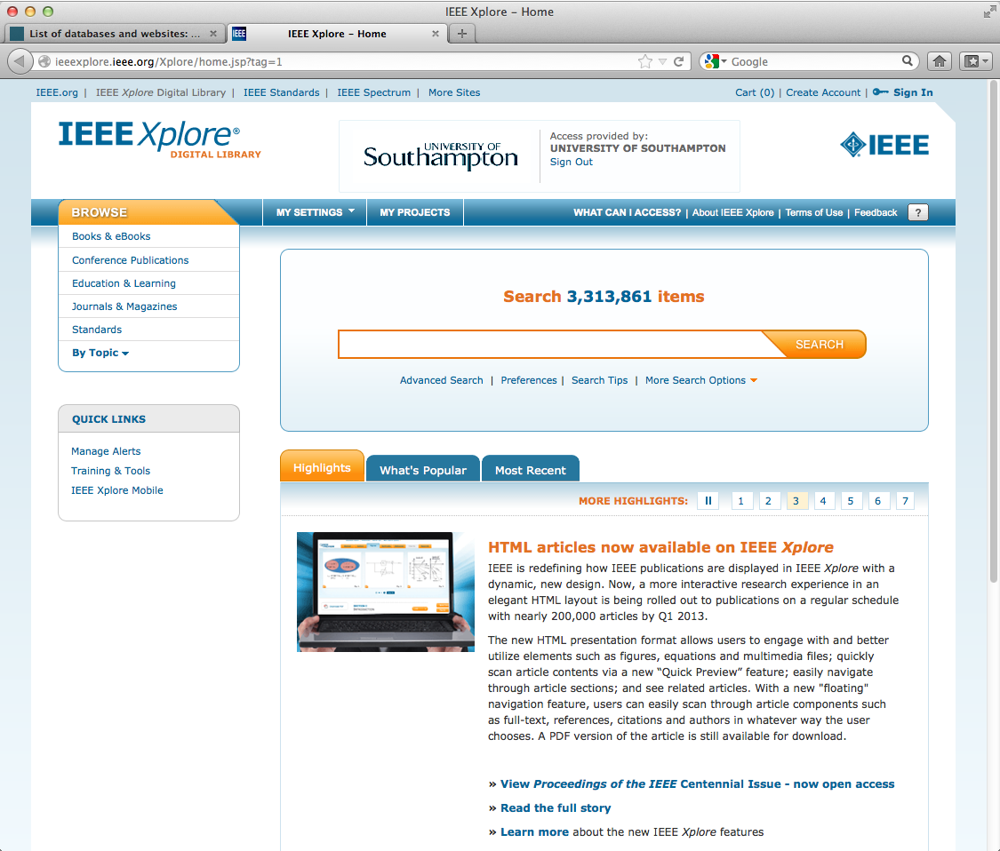 IEEE Xplore – Home
List of databases and websites: ...
IEEE
IEEE Xplore – Home
ieeexplore.ieee.org/Xplore/home.jsp?tag=1
Google
IEEE.org | IEEE Xplore Digital Library | IEEE Standards | IEEE Spectrum | More Sites
Cart (0) | Create Account | Sign In
IEEE Xplore®
DIGITAL LIBRARY
UNIVERSITY OF
Southampton
Access provided by:
UNIVERSITY OF SOUTHAMPTON
Sign Out
IEEE
BROWSE
MY SETTINGS
MY PROJECTS
WHAT CAN I ACCESS? | About IEEE Xplore | Terms of Use | Feedback
?
Books & eBooks
Conference Publications
Education & Learning
Journals & Magazines
Standards
By Topic
Search 3,313,861 items
SEARCH
Advanced Search | Preferences | Search Tips | More Search Options
QUICK LINKS
Manage Alerts
Training & Tools
IEEE Xplore Mobile
Highlights
What's Popular
Most Recent
MORE HIGHLIGHTS: 1 2 3 4 5 6 7
HTML articles now available on IEEE Xplore
IEEE is redefining how IEEE publications are displayed in IEEE Xplore with a
dynamic, new design. Now, a more interactive research experience in an
elegant HTML layout is being rolled out to publications on a regular schedule
with nearly 200,000 articles by Q1 2013.
The new HTML presentation format allows users to engage with and better
utilize elements such as figures, equations and multimedia files; quickly
scan article contents via a new “Quick Preview” feature; easily navigate
through article sections; and see related articles. With a new "floating"
navigation feature, users can easily scan through article components such
as full-text, references, citations and authors in whatever way the user
chooses. A PDF version of the article is still available for download.
» View Proceedings of the IEEE Centennial Issue - now open access
» Read the full story
» Learn more about the new IEEE Xplore features